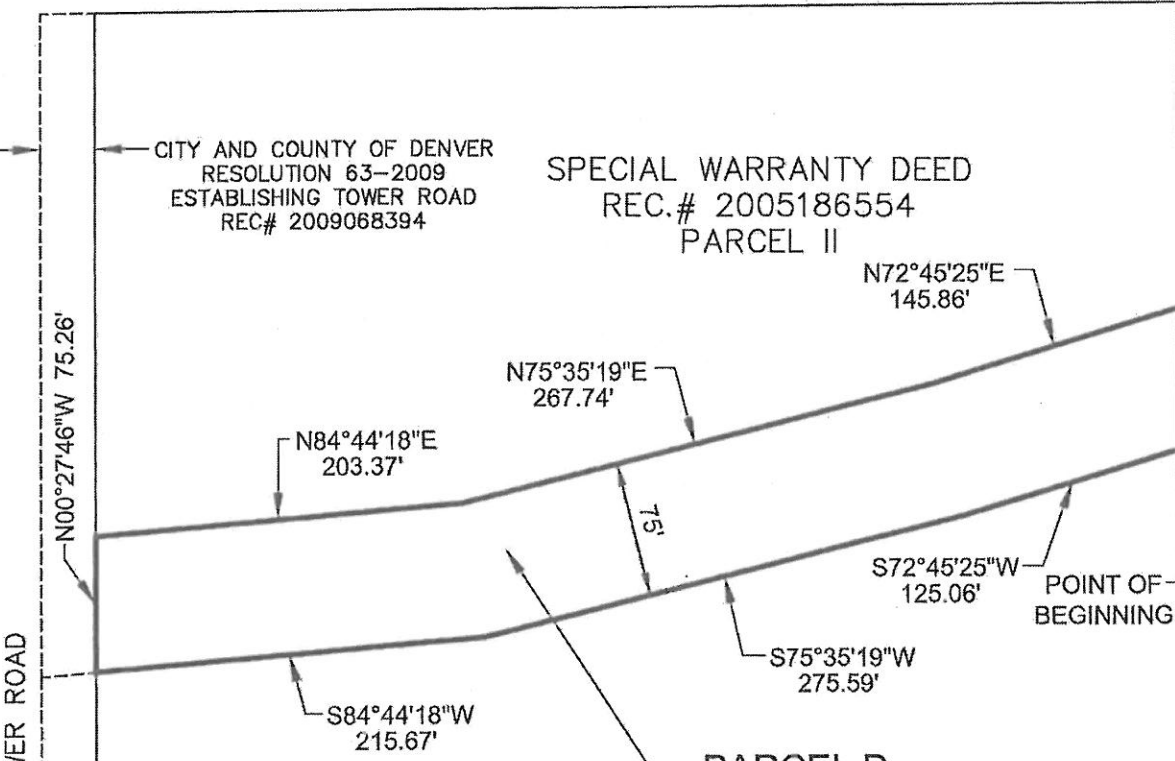 CITY AND COUNTY OF DENVER
RESOLUTION 63-2009
ESTABLISHING TOWER ROAD
REC# 2009068394
SPECIAL WARRANTY DEED
REC.# 2005186554
PARCEL II
N72°45'25"E
145.86'
N75°35'19"E
267.74'
N00°27'46"W 75.26'
N84°44'18"E
203.37'
75'
S72°45'25"W
125.06'
POINT OF
BEGINNING
S75°35'19"W
275.59'
S84°44'18"W
215.67'
ROAD
PARCEL